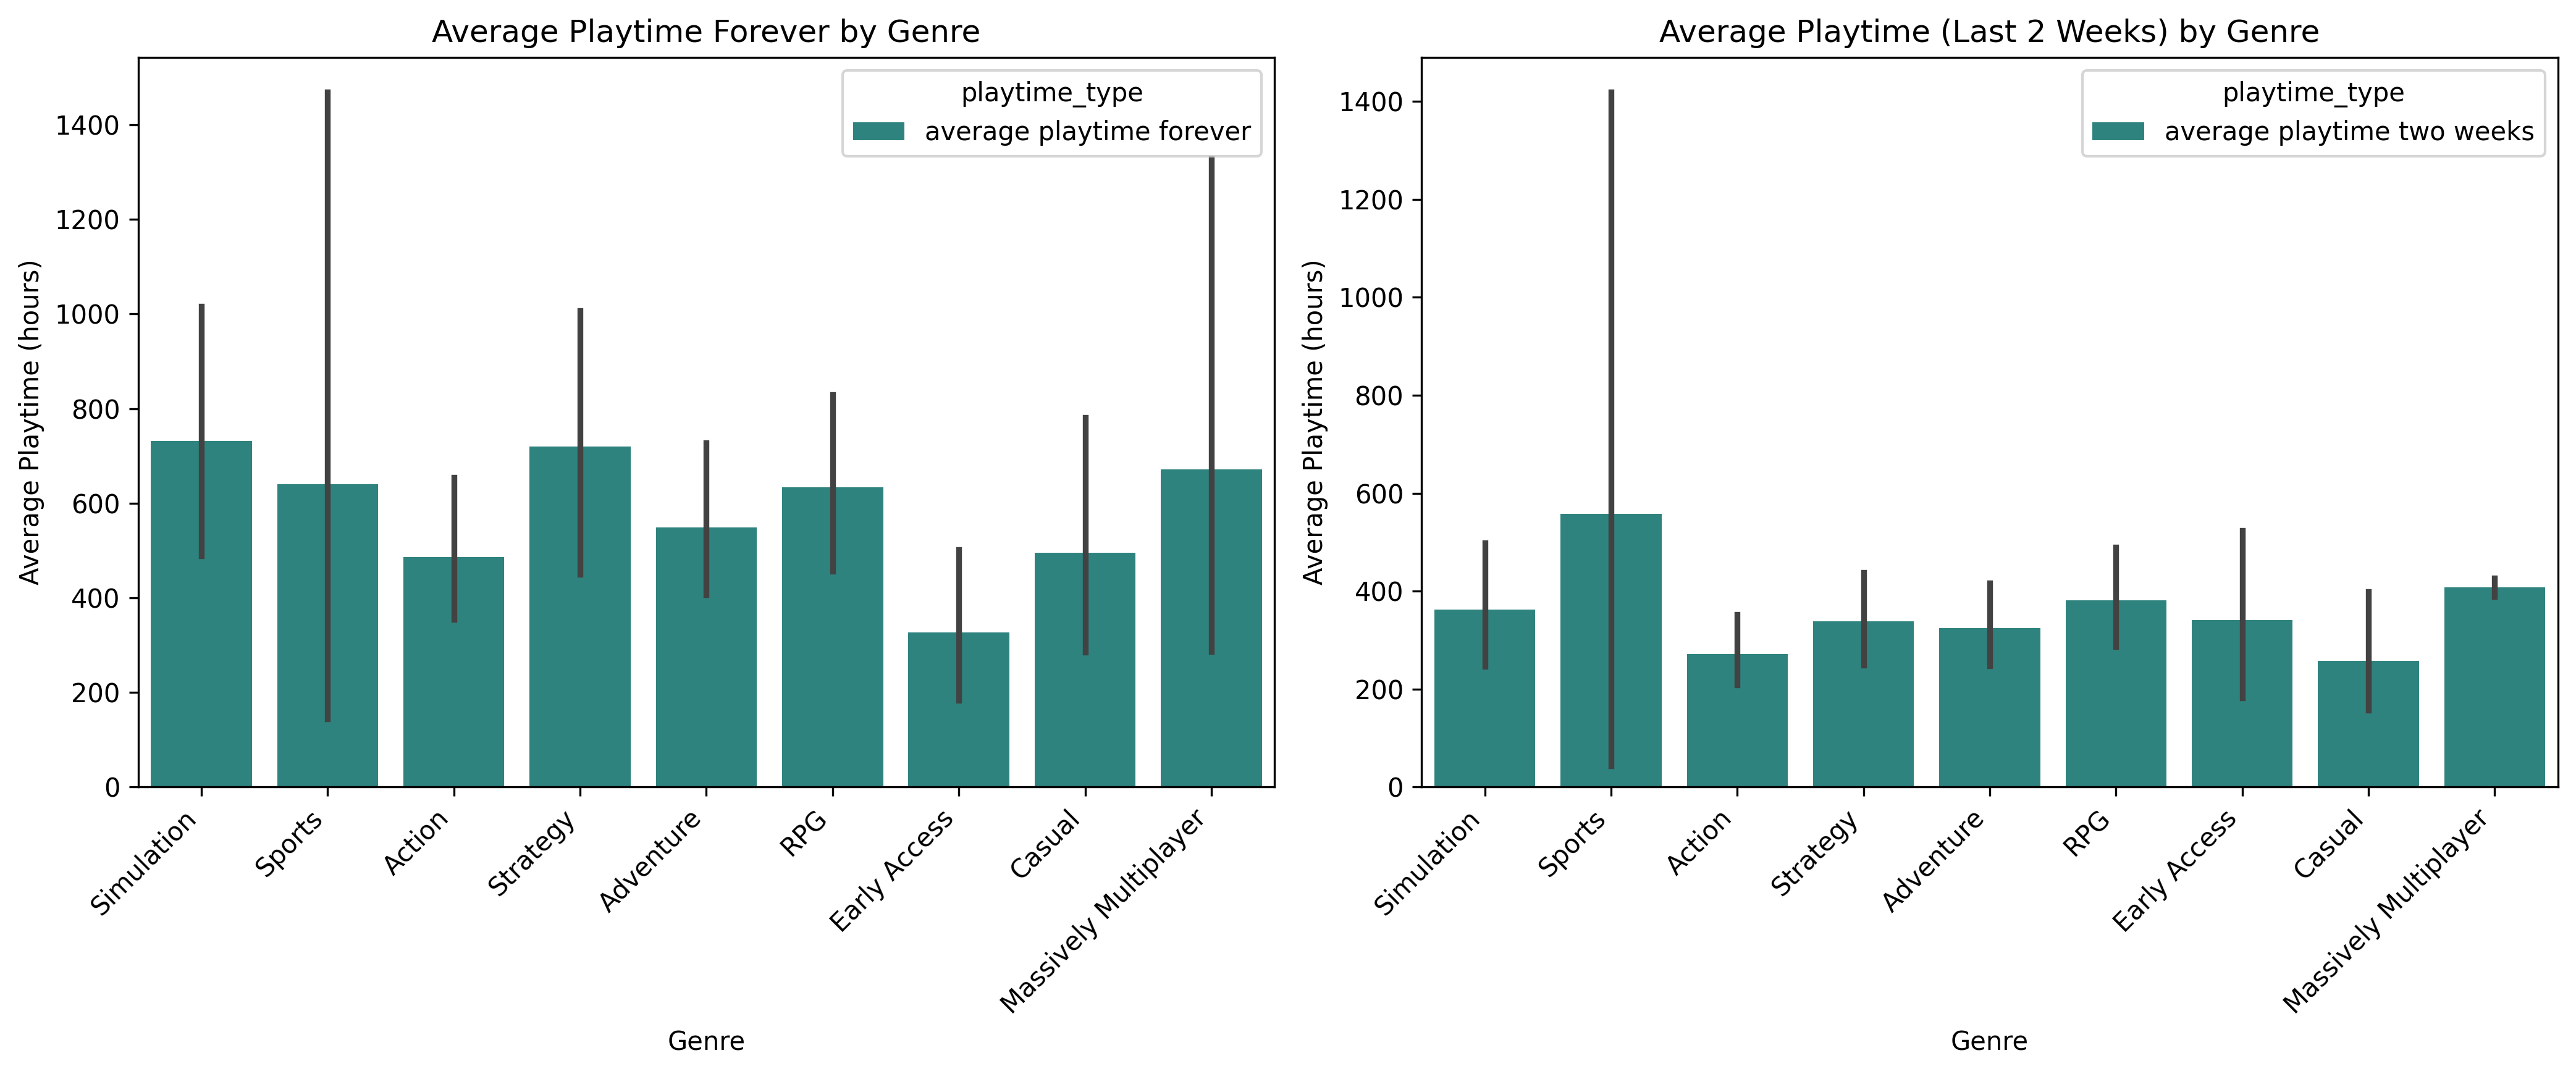 Average Playtime Forever by Genre
playtime_type
average playtime forever
Average Playtime (hours)
1400
1200
1000
800
600
400
200
0
Simulation
Sports
Action
Strategy
Adventure
RPG
Early Access
Casual
Massively Multiplayer
Genre
Average Playtime (Last 2 Weeks) by Genre
playtime_type
average playtime two weeks
Average Playtime (hours)
1400
1200
1000
800
600
400
200
0
Simulation
Sports
Action
Strategy
Adventure
RPG
Early Access
Casual
Massively Multiplayer
Genre